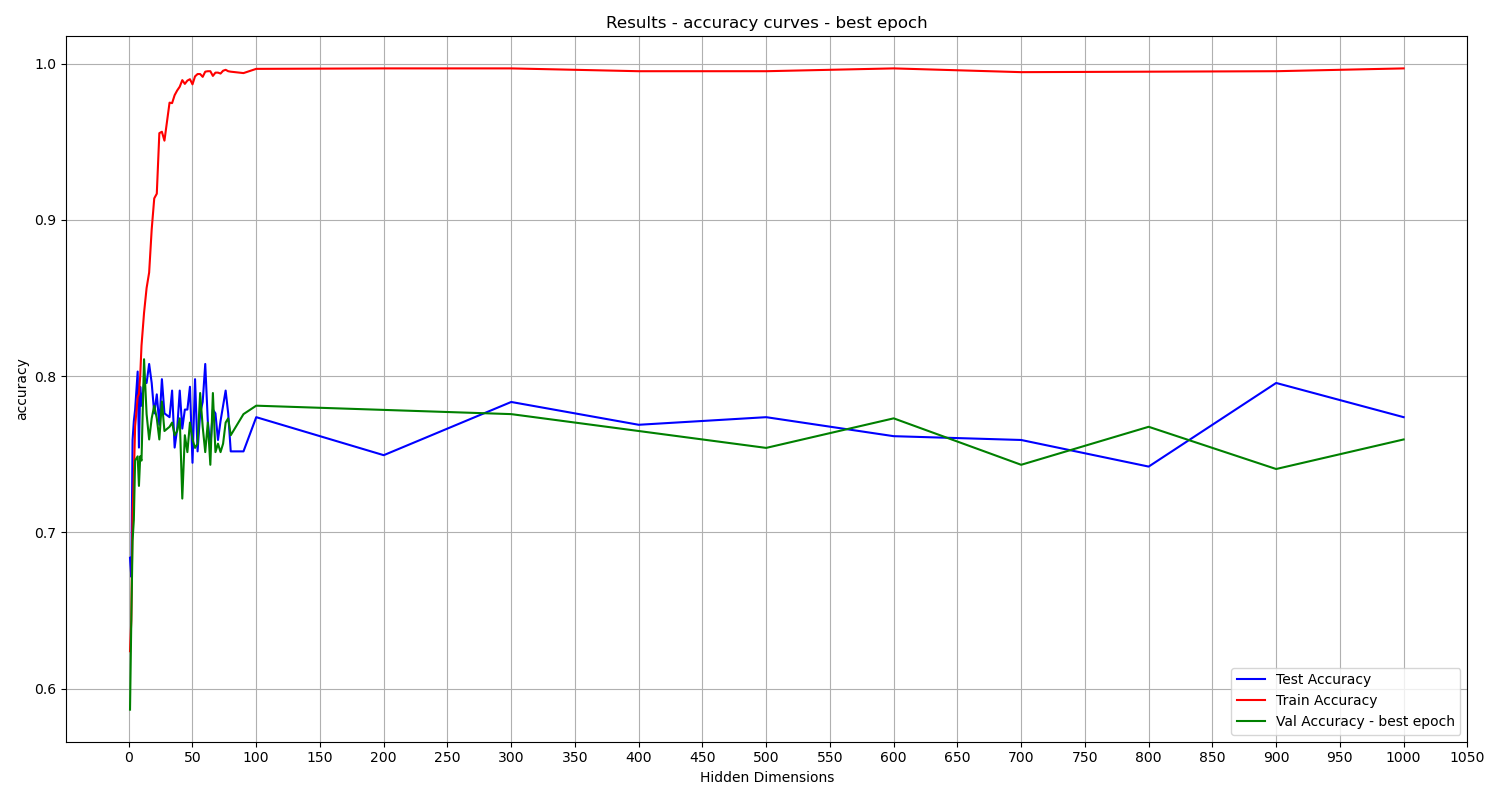 Results - accuracy curves - best epoch
1.0
0.9
0.8
0.7
0.6
accuracy
0 50 100 150 200 250 300 350 400 450 500 550 600 650 700 750 800 850 900 950 1000 1050
Hidden Dimensions
Test Accuracy
Train Accuracy
Val Accuracy - best epoch